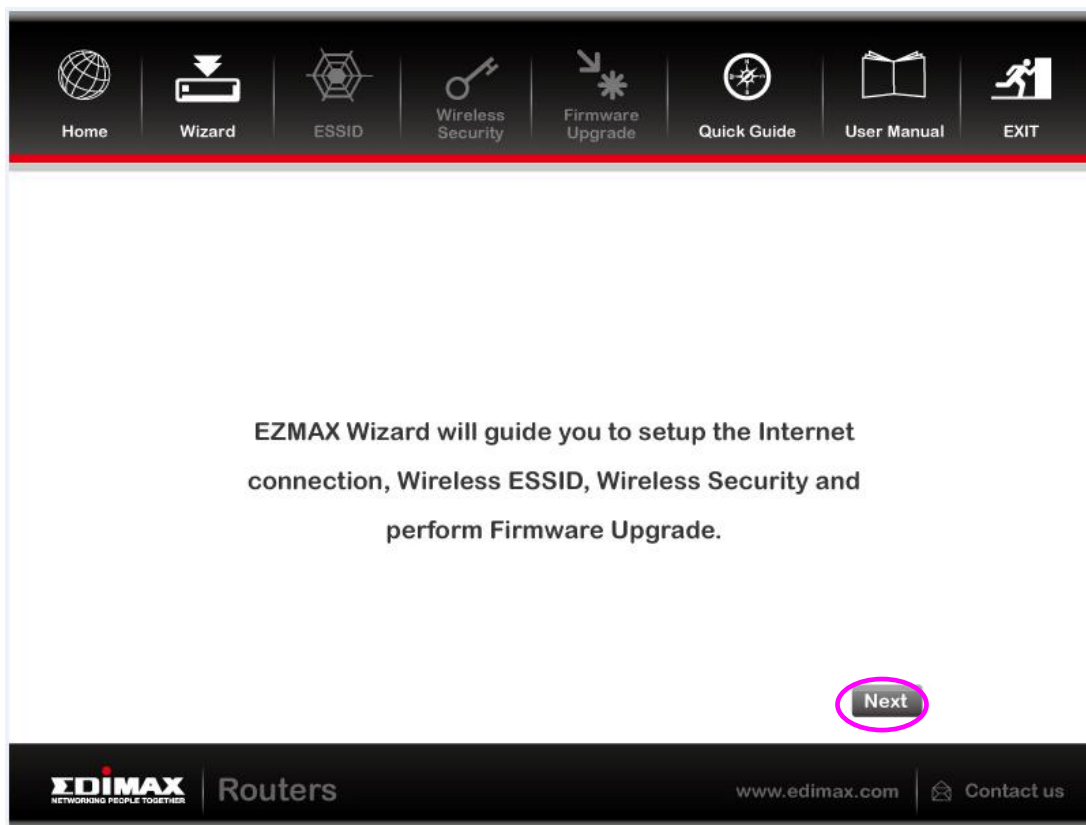 Home
Wizard
ESSID
Wireless
Security
Firmware
Upgrade
Quick Guide
User Manual
EXIT
EZMAX Wizard will guide you to setup the Internet
connection, Wireless ESSID, Wireless Security and
perform Firmware Upgrade.
Next
EDIMAX
NETWORKING PEOPLE TOGETHER
Routers
www.edimax.com
Contact us